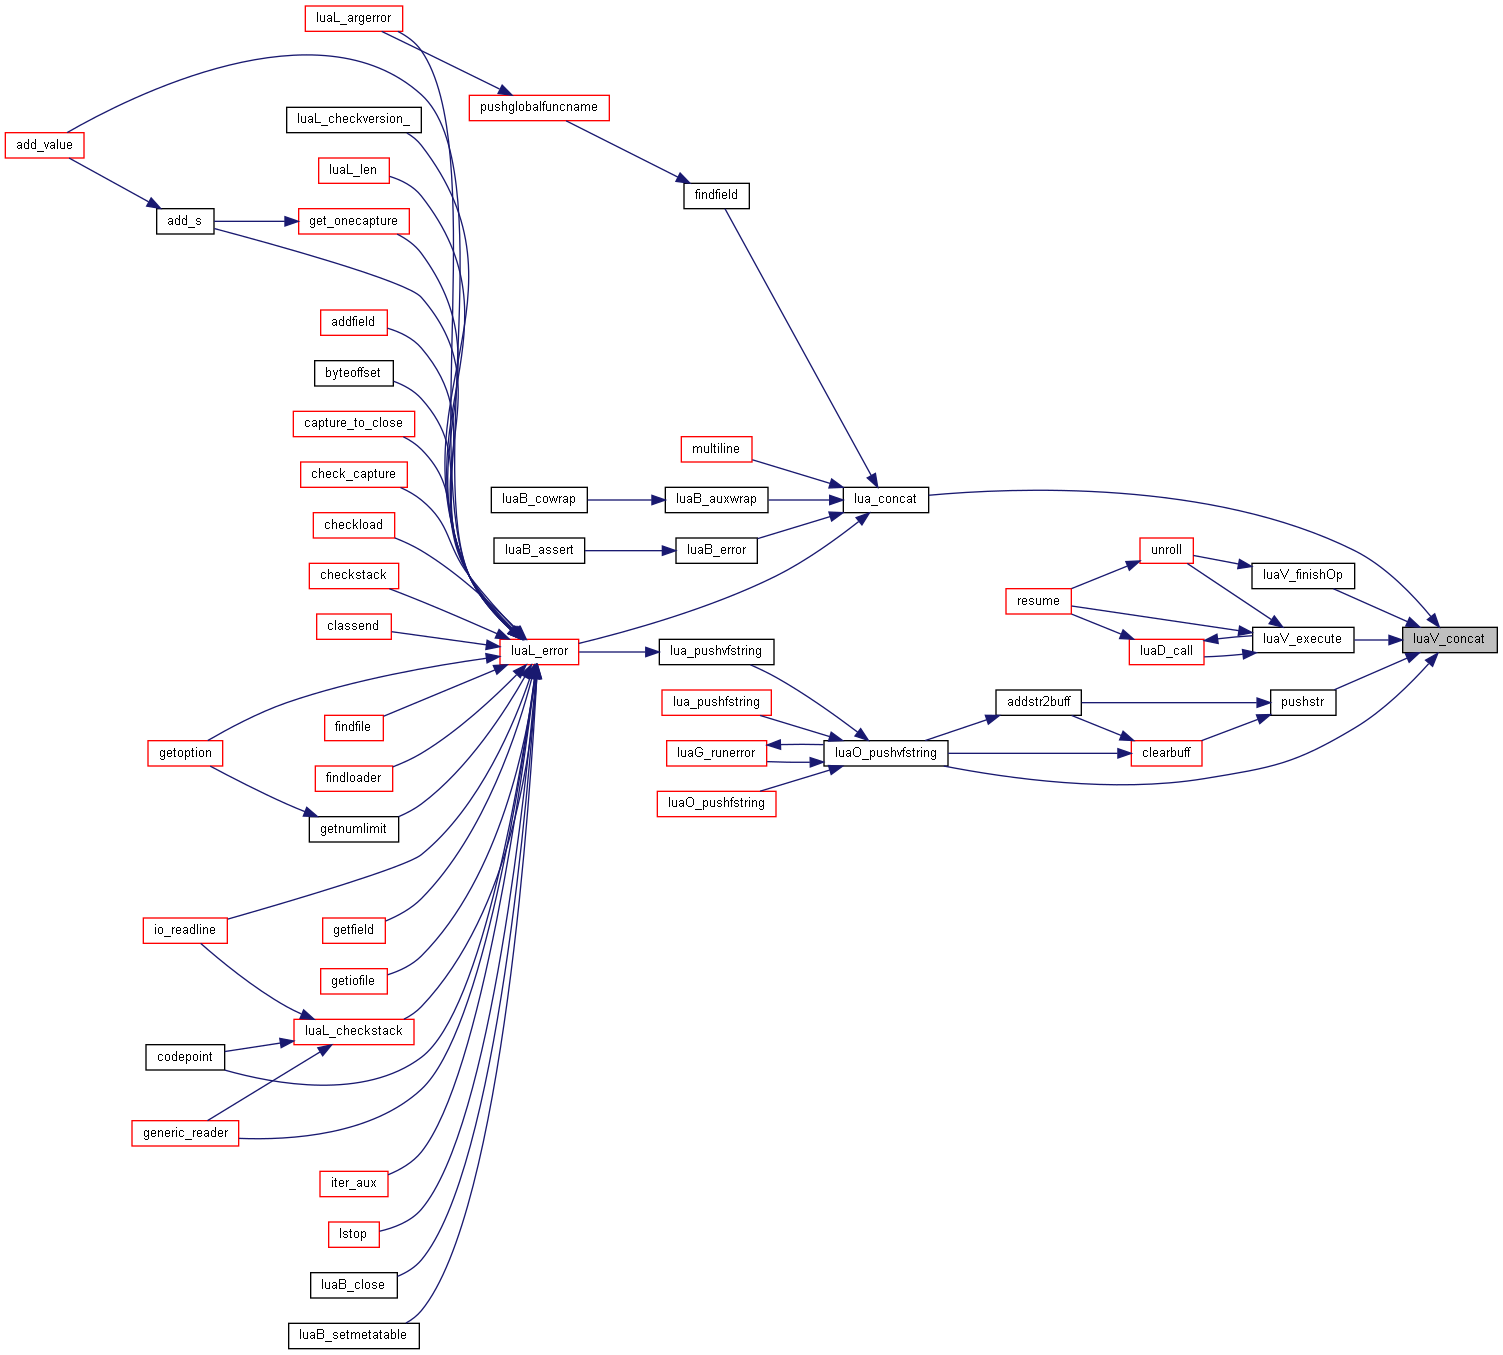 luaL_argerror
pushglobalfuncname
luaL_checkversion_
add_value
luaL_len
findfield
add_s
get_onecapture
addfield
byteoffset
capture_to_close
multiline
check_capture
luaB_cowrap
luaB_auxwrap
lua_concat
checkload
luaB_assert
luaB_error
unroll
checkstack
luaV_finishOp
resume
classend
luaV_execute
luaV_concat
luaL_error
lua_pushvfstring
luaD_call
lua_pushfstring
addstr2buff
pushstr
findfile
getoption
luaG_runerror
luaO_pushvfstring
clearbuff
findloader
luaO_pushfstring
getnumlimit
io_readline
getfield
getiofile
luaL_checkstack
codepoint
generic_reader
iter_aux
lstop
luaB_close
luaB_setmetatable